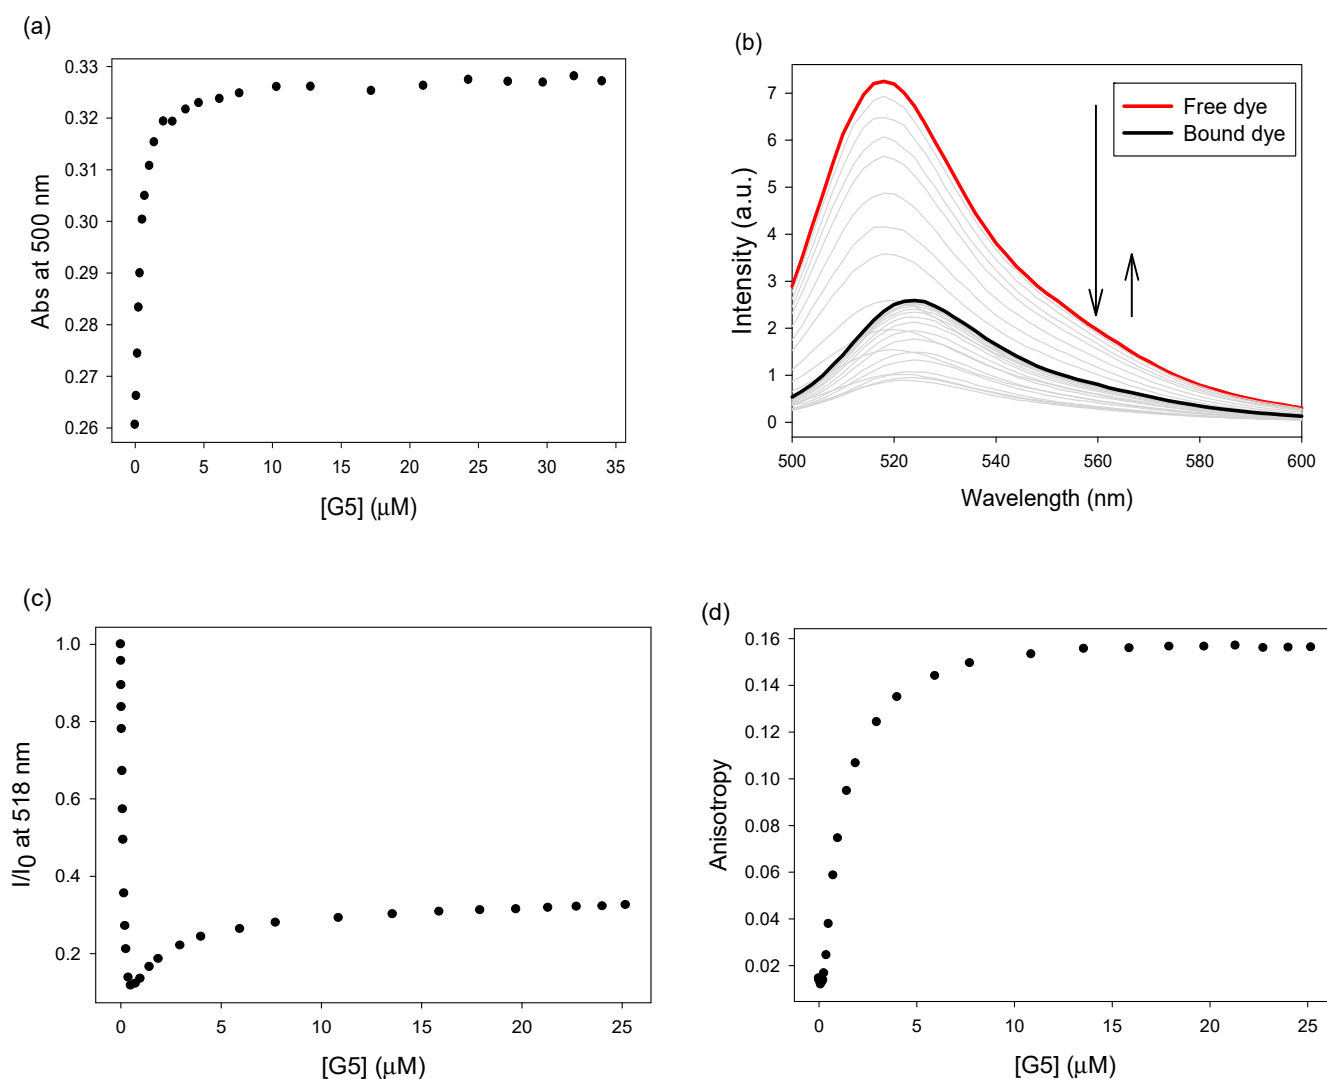 (a)
Abs at 500 nm
0.33
0.32
0.31
0.30
0.29
0.28
0.27
0.26
0 5 10 15 20 25 30 35
[G5] (μM)
(b)
Intensity (a.u.)
7
6
5
4
3
2
1
0
Free dye
Bound dye
500 520 540 560 580 600
Wavelength (nm)
(c)
I/I0 at 518 nm
1.0
0.8
0.6
0.4
0.2
0 5 10 15 20 25
[G5] (μM)
(d)
Anisotropy
0.16
0.14
0.12
0.10
0.08
0.06
0.04
0.02
0 5 10 15 20 25
[G5] (μM)